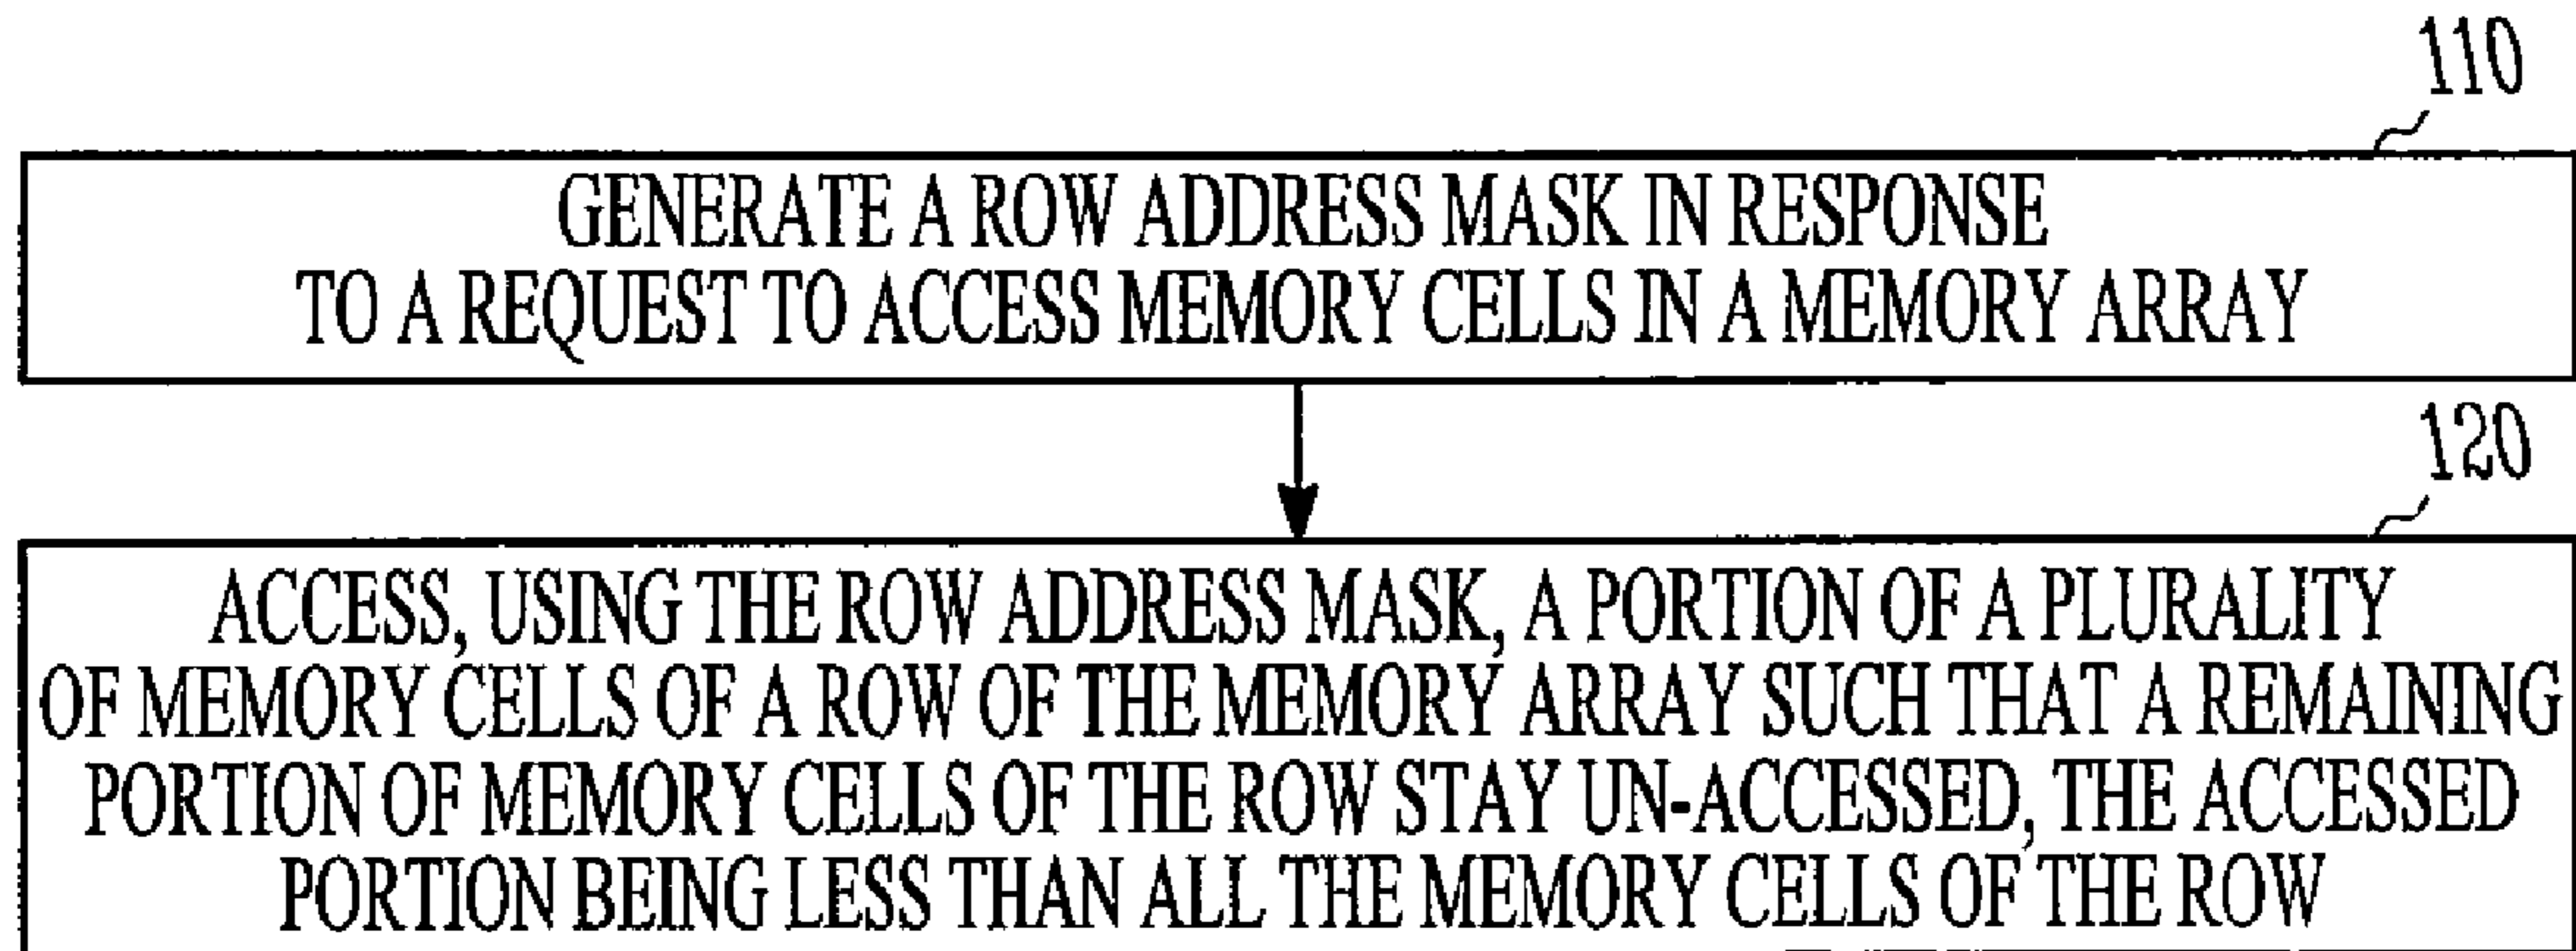 110
GENERATE A ROW ADDRESS MASK IN RESPONSE
TO A REQUEST TO ACCESS MEMORY CELLS IN A MEMORY ARRAY
120
ACCESS, USING THE ROW ADDRESS MASK, A PORTION OF A PLURALITY
OF MEMORY CELLS OF A ROW OF THE MEMORY ARRAY SUCH THAT A REMAINING
PORTION OF MEMORY CELLS OF THE ROW STAY UN-ACCESSED, THE ACCESSED
PORTION BEING LESS THAN ALL THE MEMORY CELLS OF THE ROW